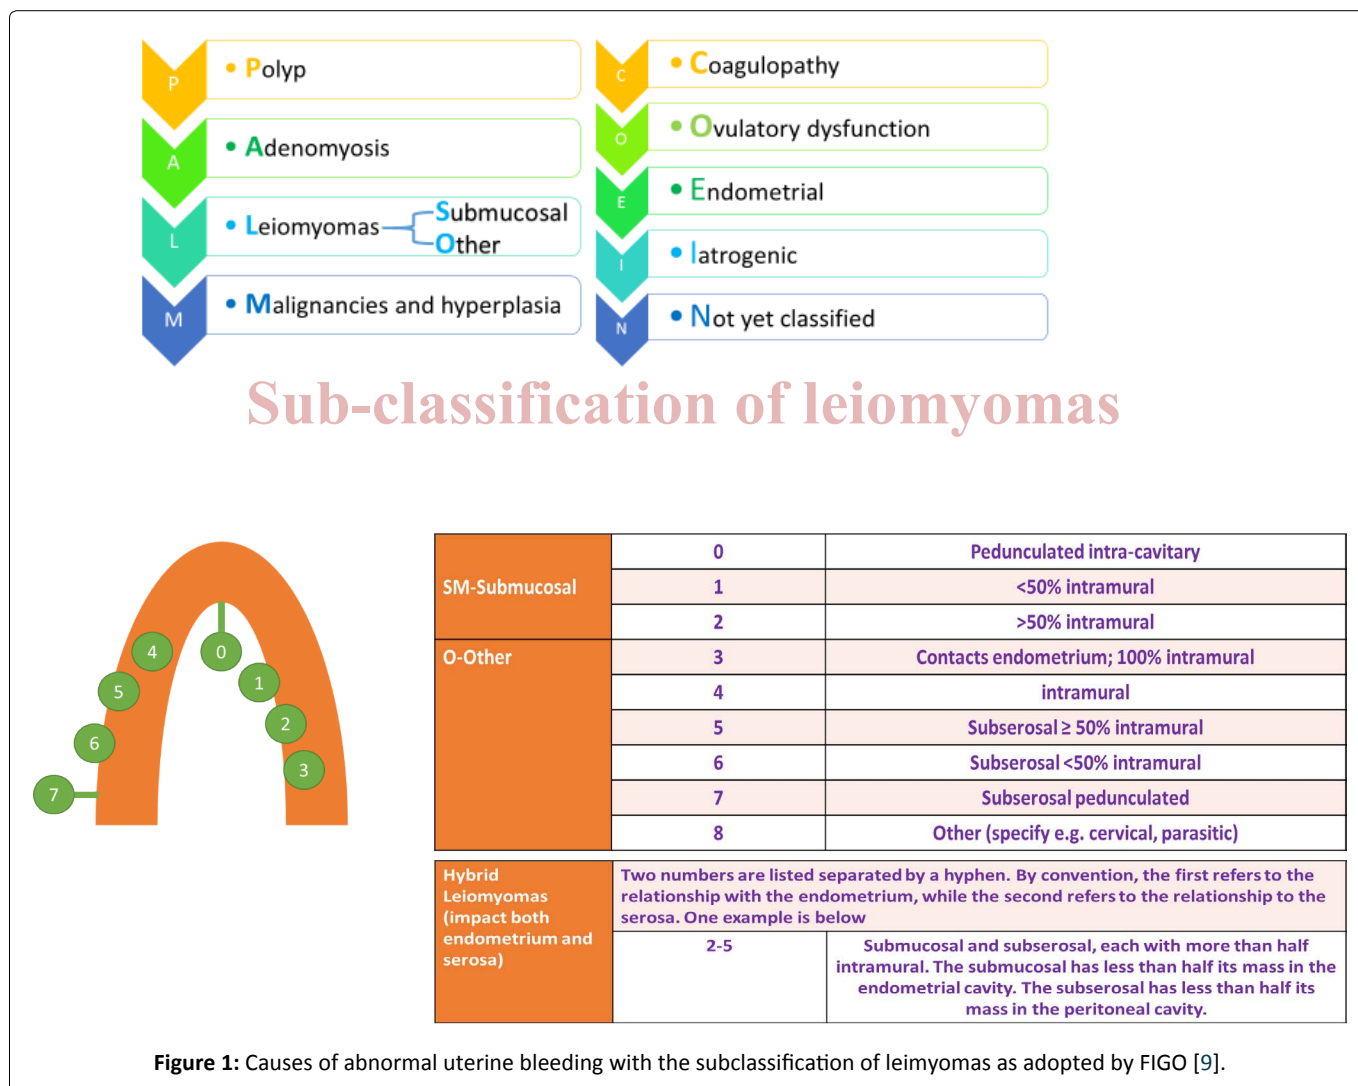 P
• Polyp
A
• Adenomyosis
L
• Leiomyomas
Submucosal
Other
M
• Malignancies and hyperplasia
C
• Coagulopathy
O
• Ovulatory dysfunction
E
• Endometrial
I
• Iatrogenic
N
• Not yet classified
Sub-classification of leiomyomas
4
0
5
1
6
2
7
3
SM-Submucosal
0 Pedunculated intra-cavitary
1 <50% intramural
2 >50% intramural
O-Other
3 Contacts endometrium; 100% intramural
4 intramural
5 Subserosal ≥ 50% intramural
6 Subserosal <50% intramural
7 Subserosal pedunculated
8 Other (specify e.g. cervical, parasitic)
Hybrid
Leiomyomas
(impact both
endometrium and
serosa)
Two numbers are listed separated by a hyphen. By convention, the first refers to the
relationship with the endometrium, while the second refers to the relationship to the
serosa. One example is below
2-5
Submucosal and subserosal, each with more than half
intramural. The submucosal has less than half its mass in the
endometrial cavity. The subserosal has less than half its
mass in the peritoneal cavity.
Figure 1: Causes of abnormal uterine bleeding with the subclassification of leimyomas as adopted by FIGO [9].